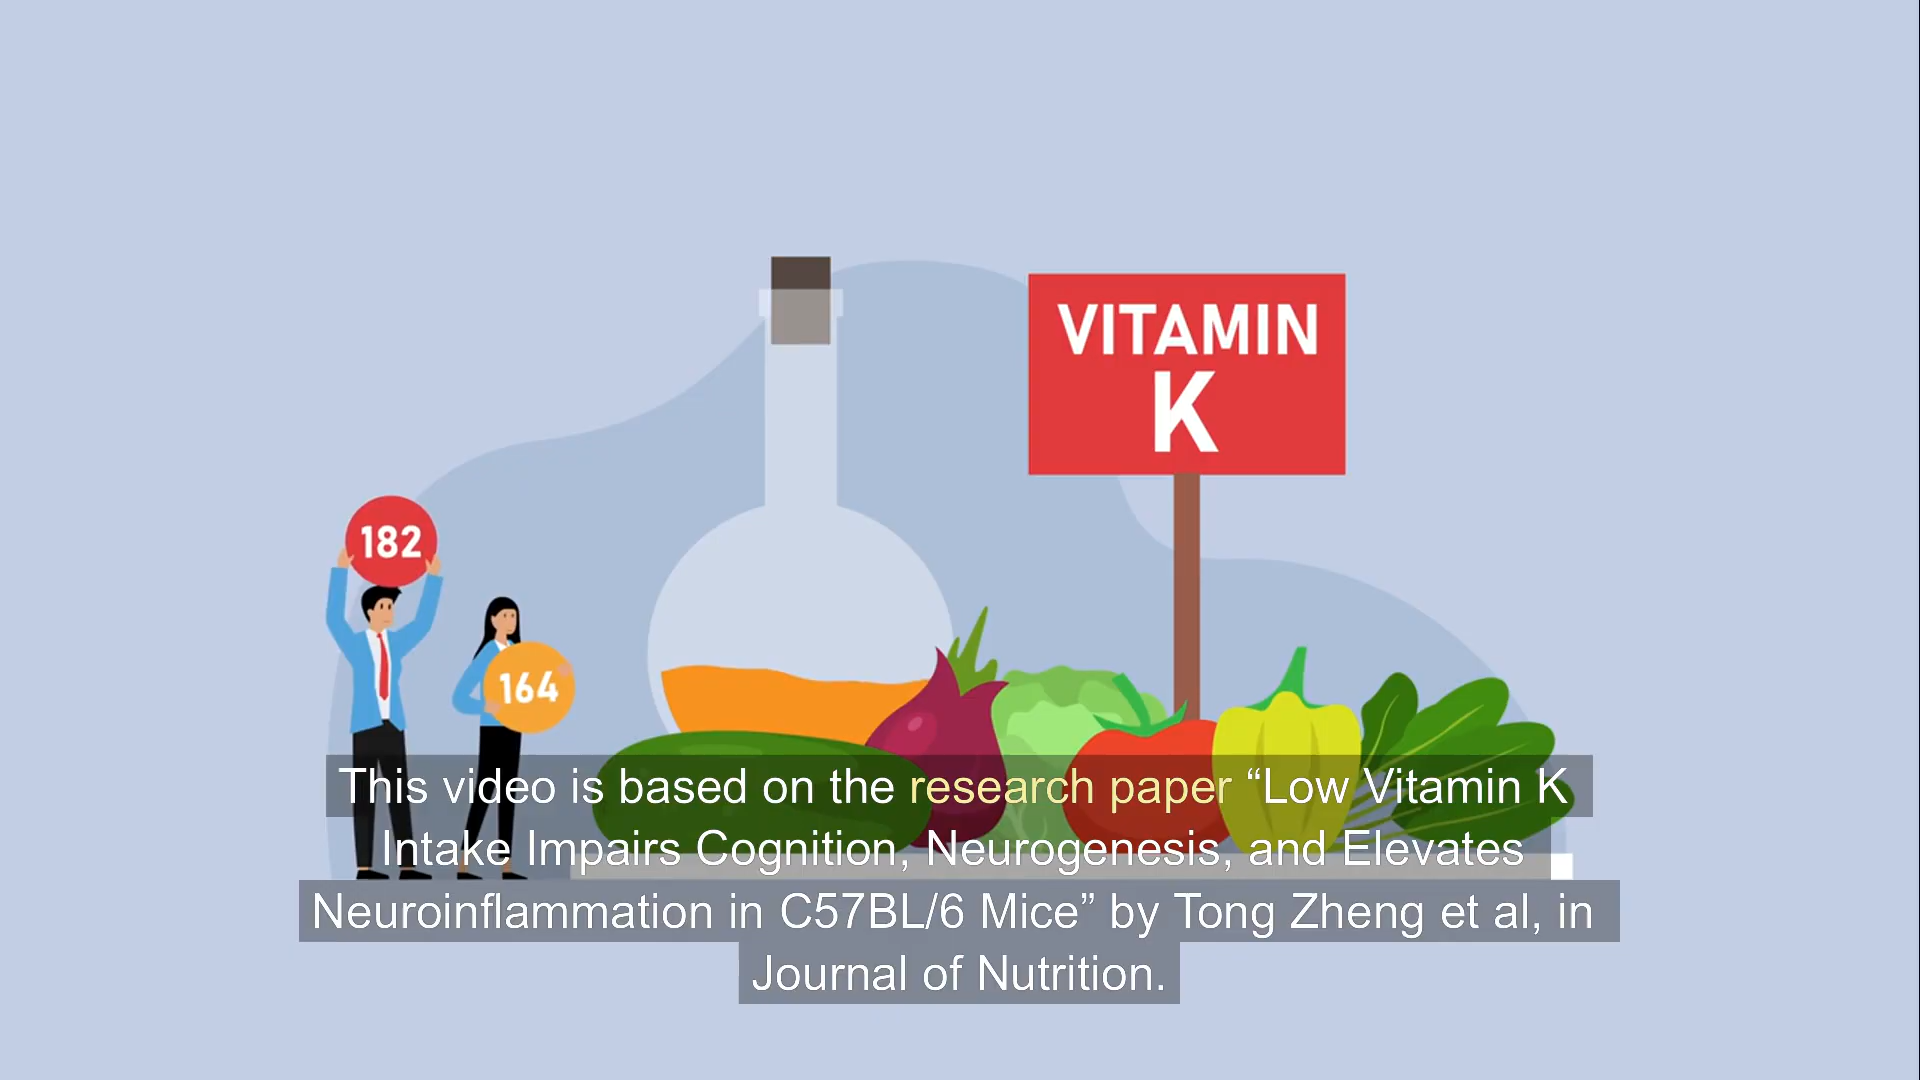 VITAMIN
K
182
164
This video is based on the research paper “Low Vitamin K
Intake Impairs Cognition, Neurogenesis, and Elevates
Neuroinflammation in C57BL/6 Mice” by Tong Zheng et al, in
Journal of Nutrition.